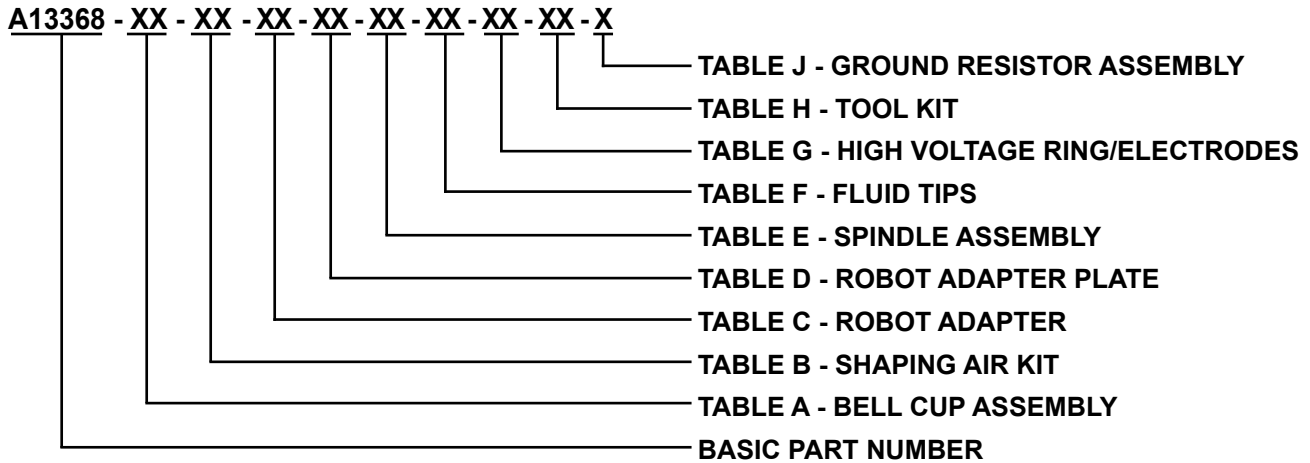 A13368 - XX - XX - XX - XX - XX - XX - XX - XX - X
TABLE J - GROUND RESISTOR ASSEMBLY
TABLE H - TOOL KIT
TABLE G - HIGH VOLTAGE RING/ELECTRODES
TABLE F - FLUID TIPS
TABLE E - SPINDLE ASSEMBLY
TABLE D - ROBOT ADAPTER PLATE
TABLE C - ROBOT ADAPTER
TABLE B - SHAPING AIR KIT
TABLE A - BELL CUP ASSEMBLY
BASIC PART NUMBER